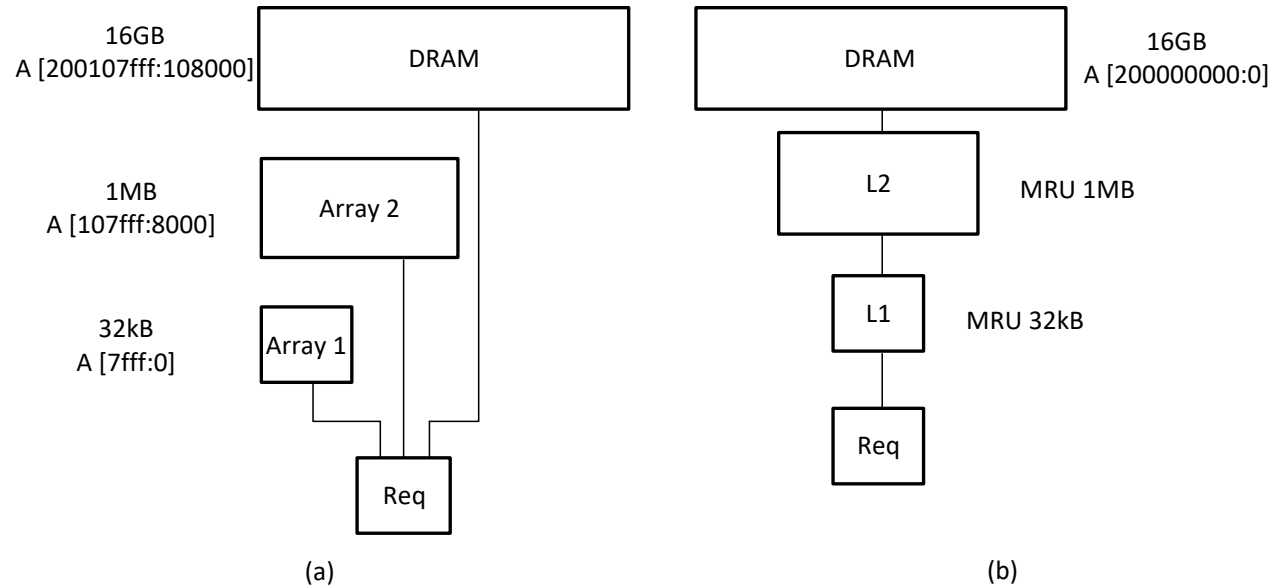 16GB
A [200107fff:108000]
DRAM
1MB
A [107fff:8000]
Array 2
32kB
A [7fff:0]
Array 1
Req
(a)
DRAM
16GB
A [200000000:0]
L2
MRU 1MB
L1
MRU 32kB
Req
(b)